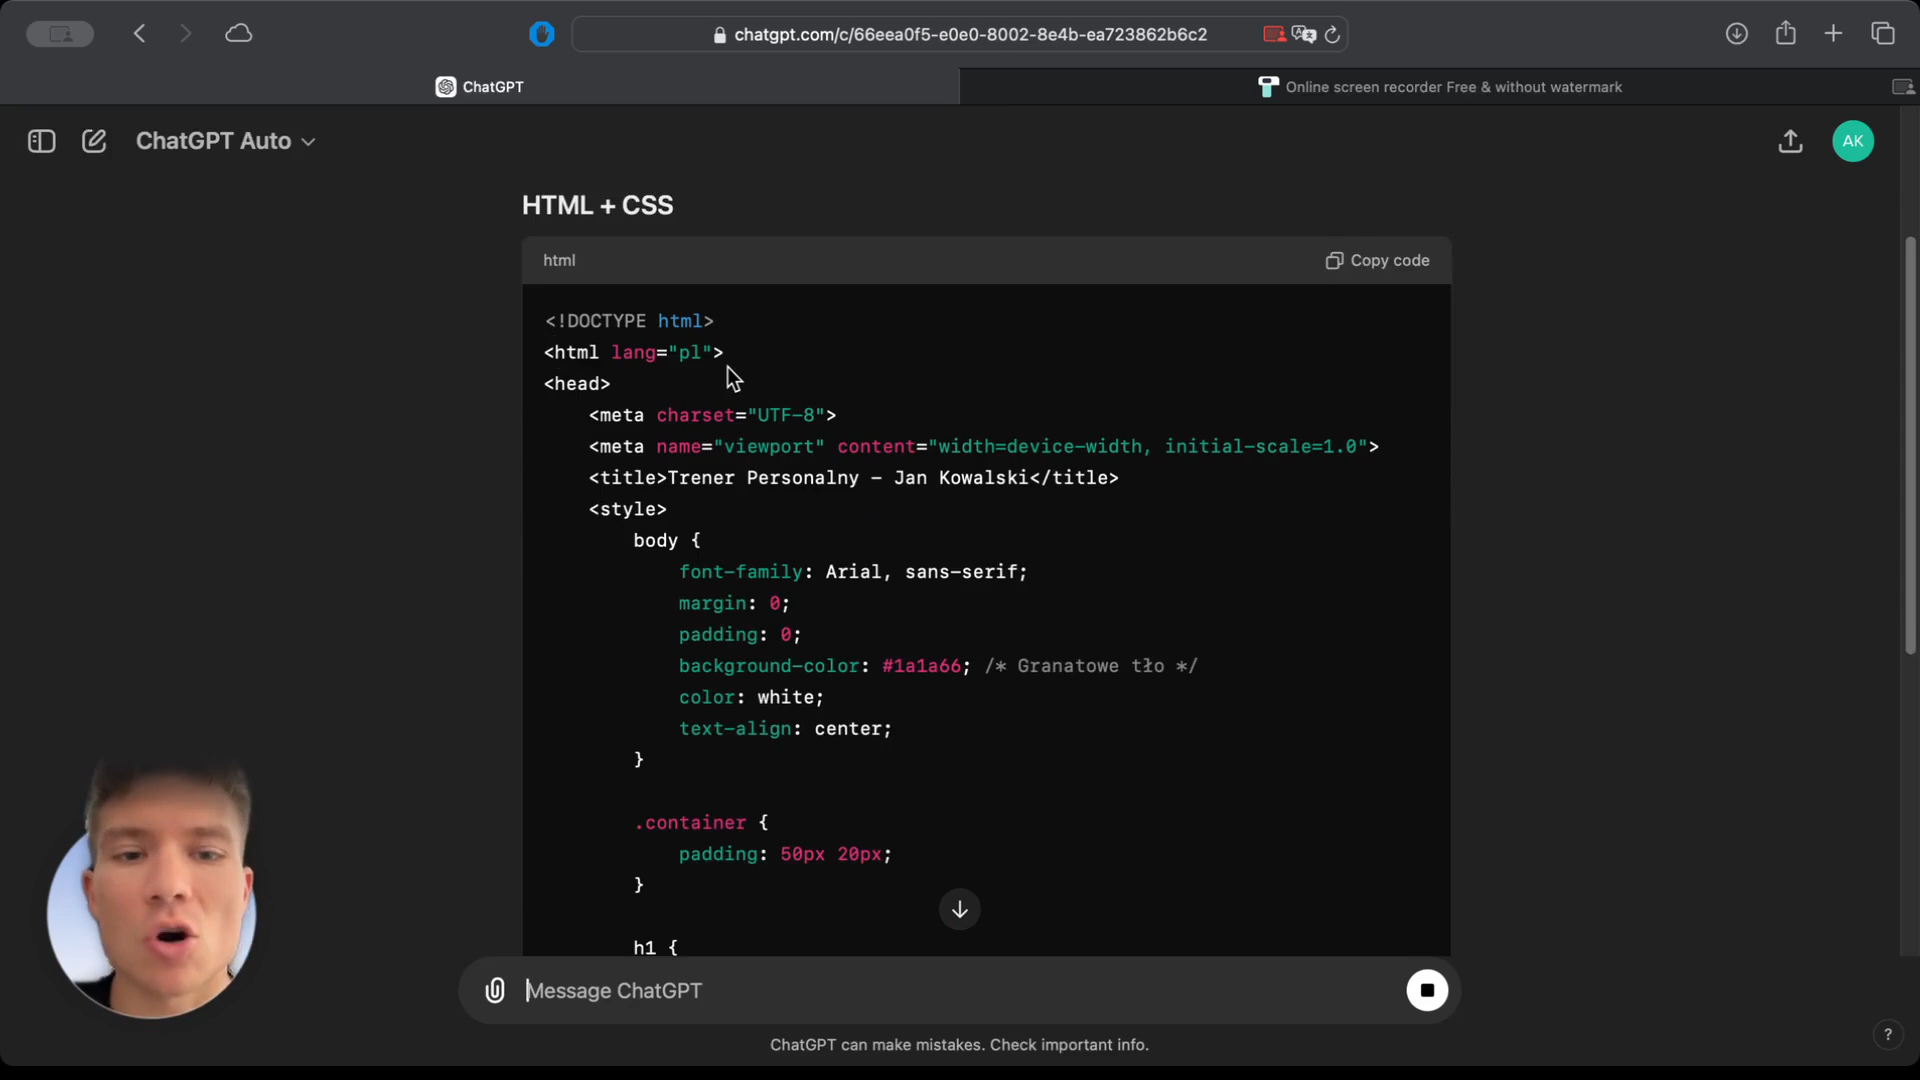 chatgpt.com/c/66eea0f5-e0e0-8002-8e4b-ea723862b6c2
ChatGPT
Online screen recorder Free & without watermark
ChatGPT Auto
AK
HTML + CSS
html
Copy code
<!DOCTYPE html>
<html lang="pl">
<head>
<meta charset="UTF-8">
<meta name="viewport" content="width=device-width, initial-scale=1.0">
<title>Trener Personalny – Jan Kowalski</title>
<style>
body {
font-family: Arial, sans-serif;
margin: 0;
padding: 0;
background-color: #1a1a66; /* Granatowe tło */
color: white;
text-align: center;
}
.container {
padding: 50px 20px;
}
h1 {
Message ChatGPT
ChatGPT can make mistakes. Check important info.
?